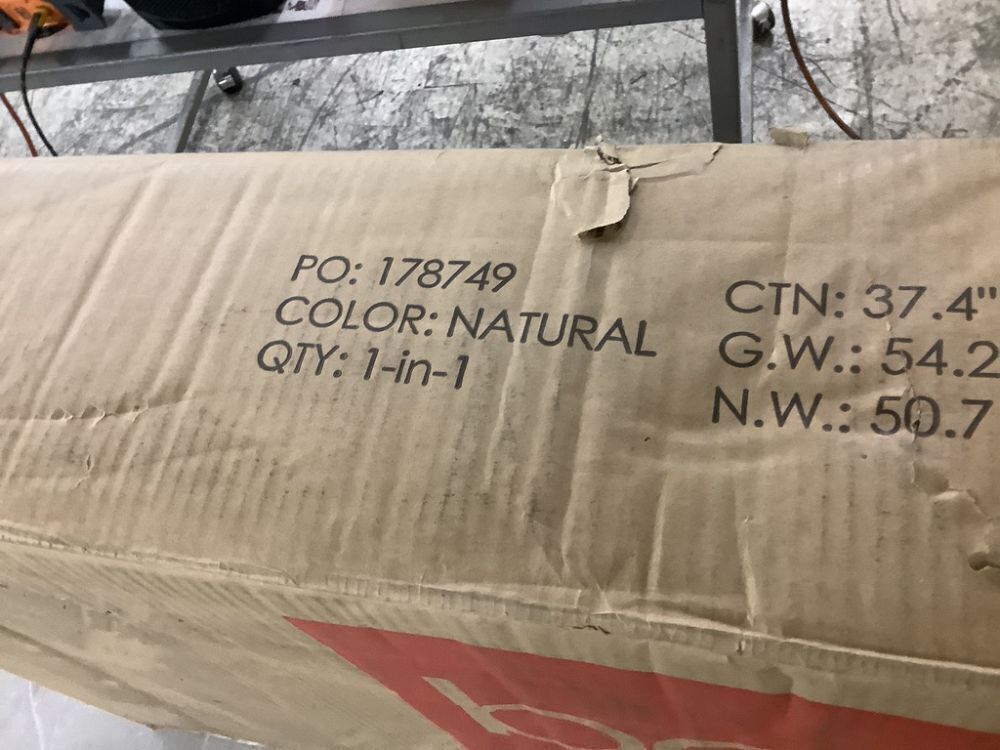 PO: 178749
COLOR: NATURAL
QTY: 1-in-1
CTN: 37.4"
G.W.: 54.2
N.W.: 50.7